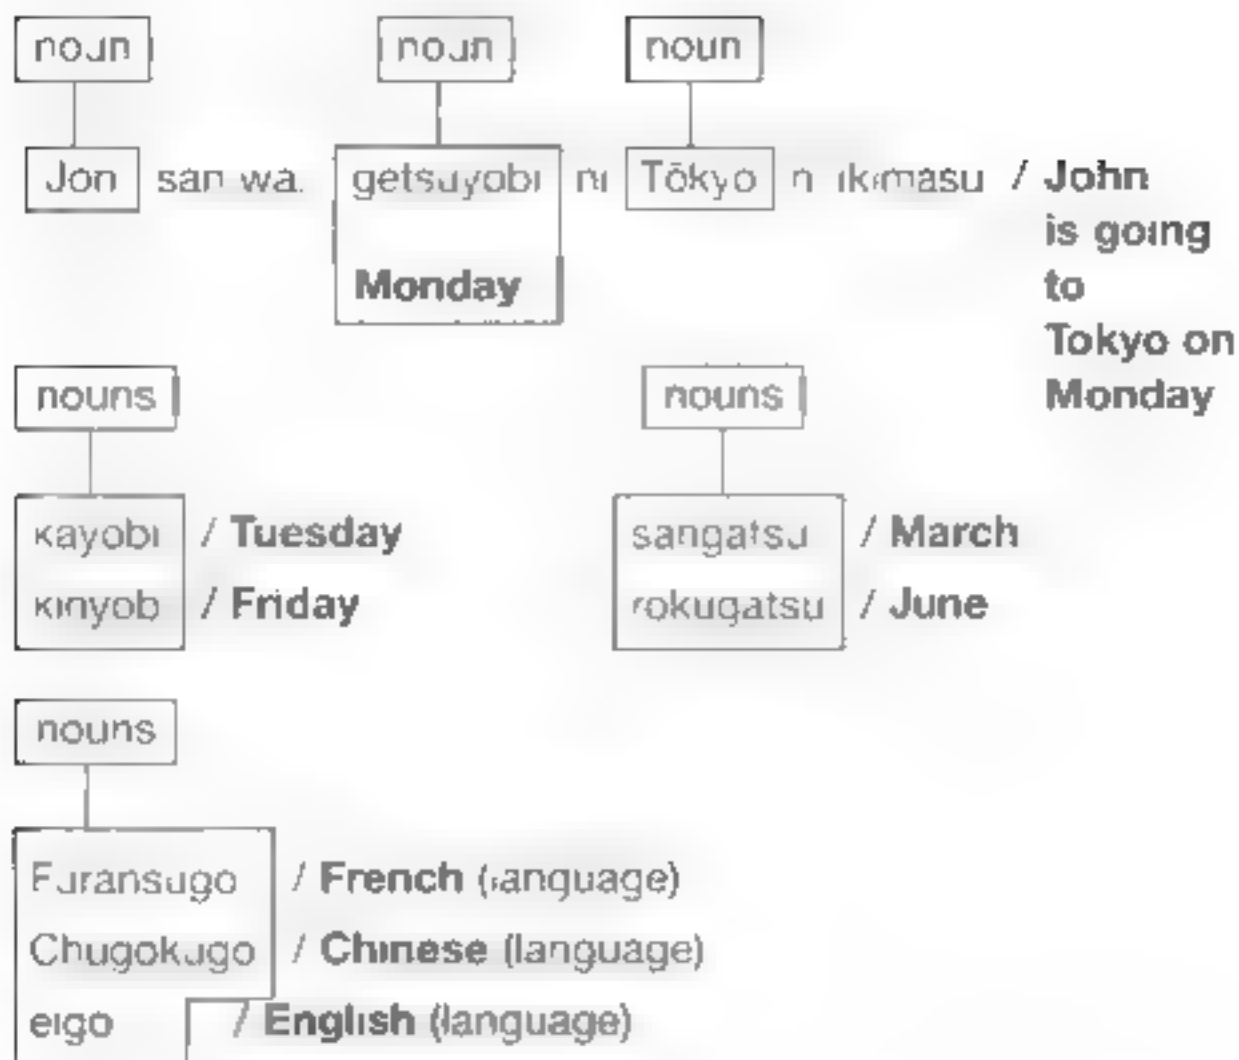 noun noun noun
Jon san wa getsuyobi ni Tōkyo ni ikimasu / John
is going
Monday to
Tokyo on
nouns nouns Monday
kayobi / Tuesday sangatsu / March
kinyobi / Friday rokugatsu / June
nouns
Furansugo / French (language)
Chugokugo / Chinese (language)
eigo / English (language)